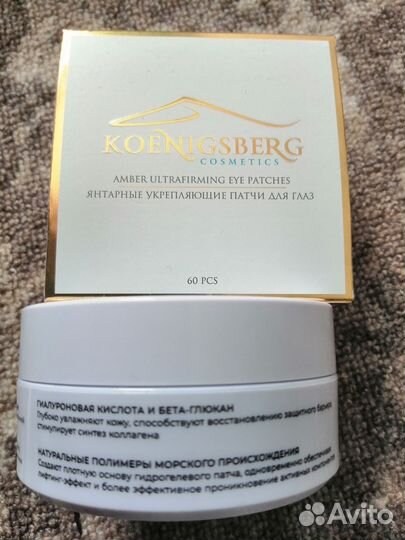 KOENIGSBERG
COSMETICS
AMBER ULTRAFIRMING EYE PATCHES
ЯНТАРНЫЕ УКРЕПЛЯЮЩИЕ ПАТЧИ ДЛЯ ГЛАЗ
60 PCS
ГИАЛУРОНОВАЯ КИСЛОТА И БЕТА-ГЛЮКАН
Глубоко увлажняют кожу, способствуют восстановлению защитного барьера,
стимулирует синтез коллагена
НАТУРАЛЬНЫЕ ПОЛИМЕРЫ МОРСКОГО ПРОИСХОЖДЕНИЯ
Создают плотную основу гидрогелевого патча, одновременно обеспечивая
лифтинг-эффект и более эффективное проникновение активных
Avito